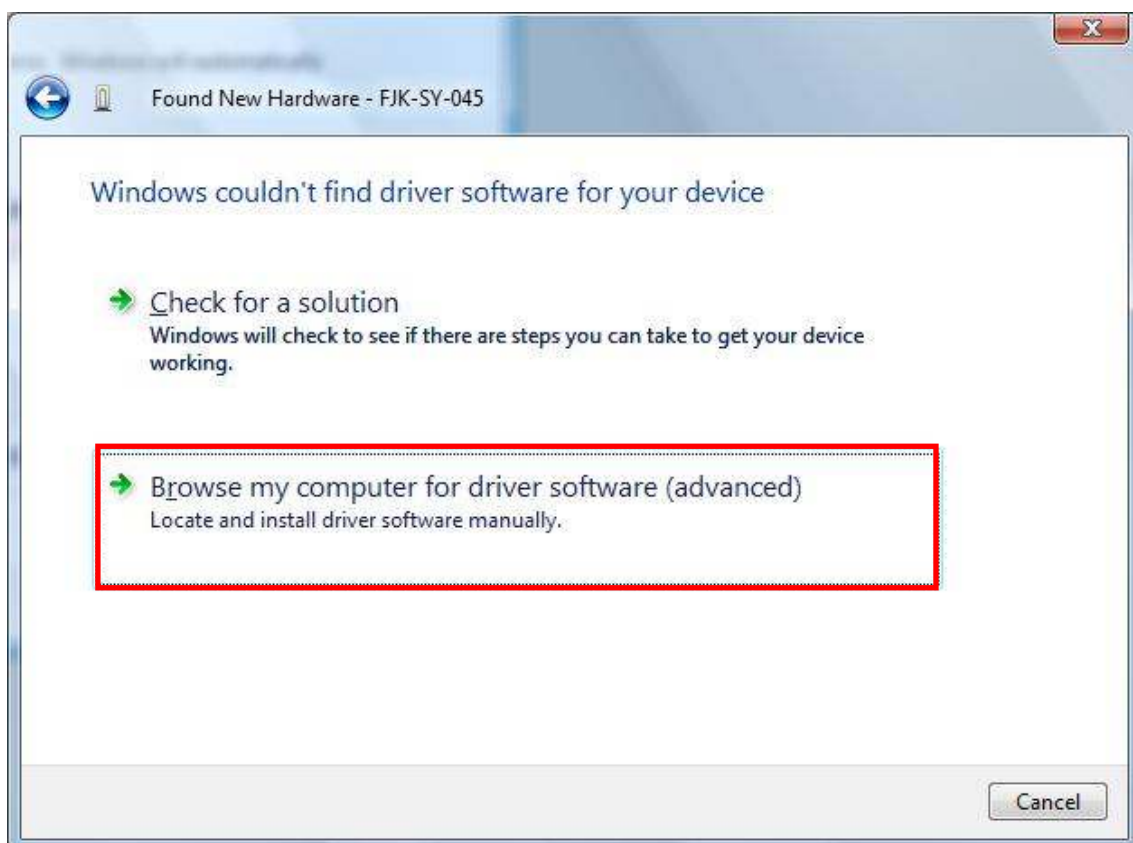 Found New Hardware - FJK-SY-045
Windows couldn't find driver software for your device
Check for a solution
Windows will check to see if there are steps you can take to get your device
working.
Browse my computer for driver software (advanced)
Locate and install driver software manually.
Cancel